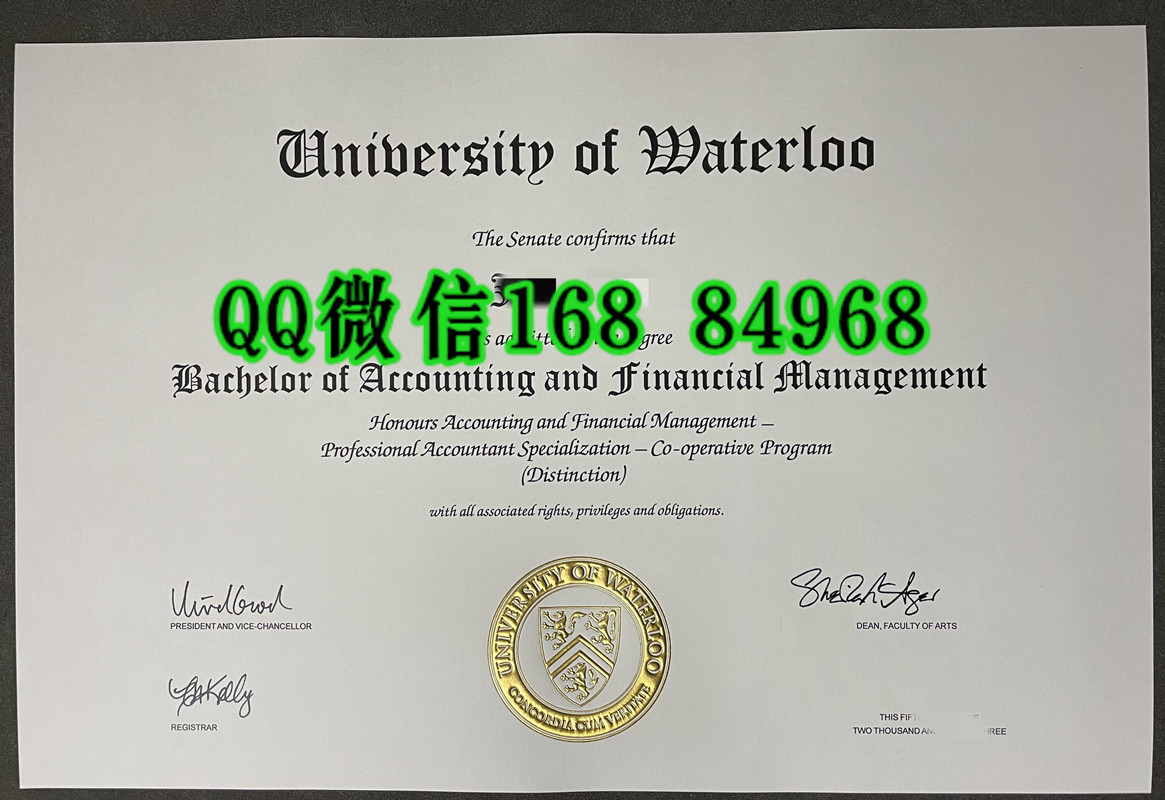 University of Waterloo
The Senate confirms that
QQ微信168 84968
Bachelor of Accounting and Financial Management
Honours Accounting and Financial Management –
Professional Accountant Specialization – Co-operative Program
(Distinction)
with all associated rights, privileges and obligations.
PRESIDENT AND VICE-CHANCELLOR
DEAN, FACULTY OF ARTS
REGISTRAR
UNIVERSITY OF WATERLOO
CONCORDIA CUM VERITATE
THIS
TWO THOUSAND